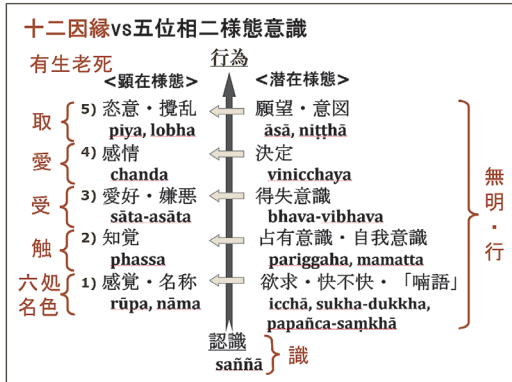 十二因縁vs五位相二様態意識
有生老死
行為
<顕在様態>
<潜在様態>
取
5) 恣意・攪乱
piya, lobha
願望・意図
āsā, niṭṭhā
愛
4) 感情
chanda
決定
vinicchaya
受
3) 愛好・嫌悪
sāta-asāta
得失意識
bhava-vibhava
触
2) 知覚
phassa
占有意識・自我意識
pariggaha, mamatta
六処
名色
1) 感覚・名称
rūpa, nāma
欲求・快不快・「喃語」
icchā, sukha-dukkha,
papañca-saṃkhā
無明・行
認識
saññā
識